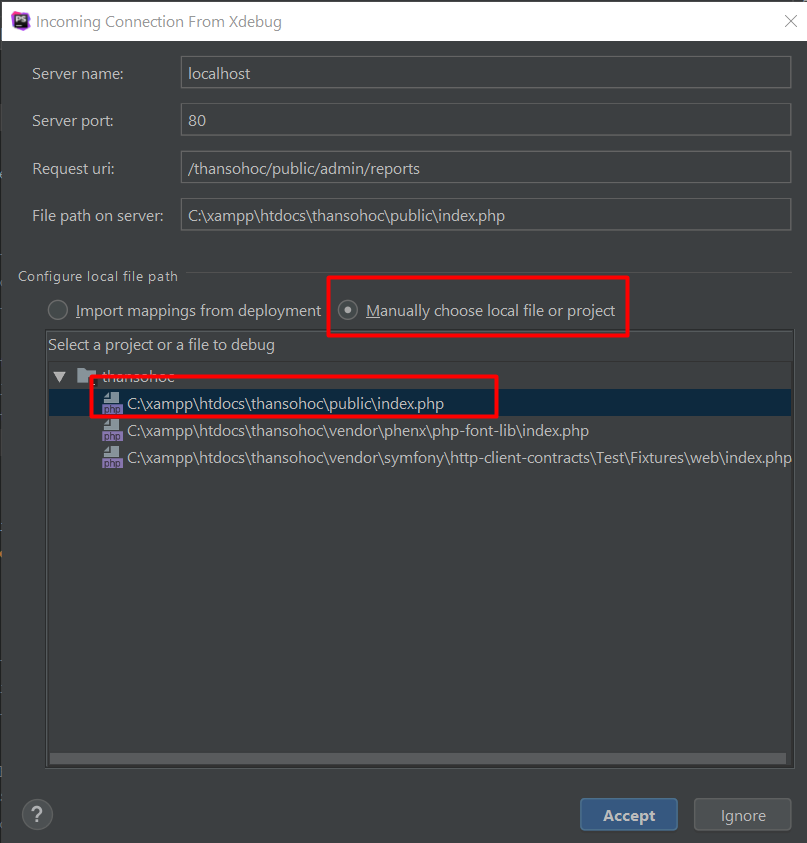 PS Incoming Connection From Xdebug
Server name: localhost
Server port: 80
Request uri: /thansohoc/public/admin/reports
File path on server: C:\xampp\htdocs\thansohoc\public\index.php
Configure local file path
Import mappings from deployment Manually choose local file or project
Select a project or a file to debug
thansohoc
php C:\xampp\htdocs\thansohoc\public\index.php
php C:\xampp\htdocs\thansohoc\vendor\phenx\php-font-lib\index.php
php C:\xampp\htdocs\thansohoc\vendor\symfony\http-client-contracts\Test\Fixtures\web\index.php
? Accept Ignore